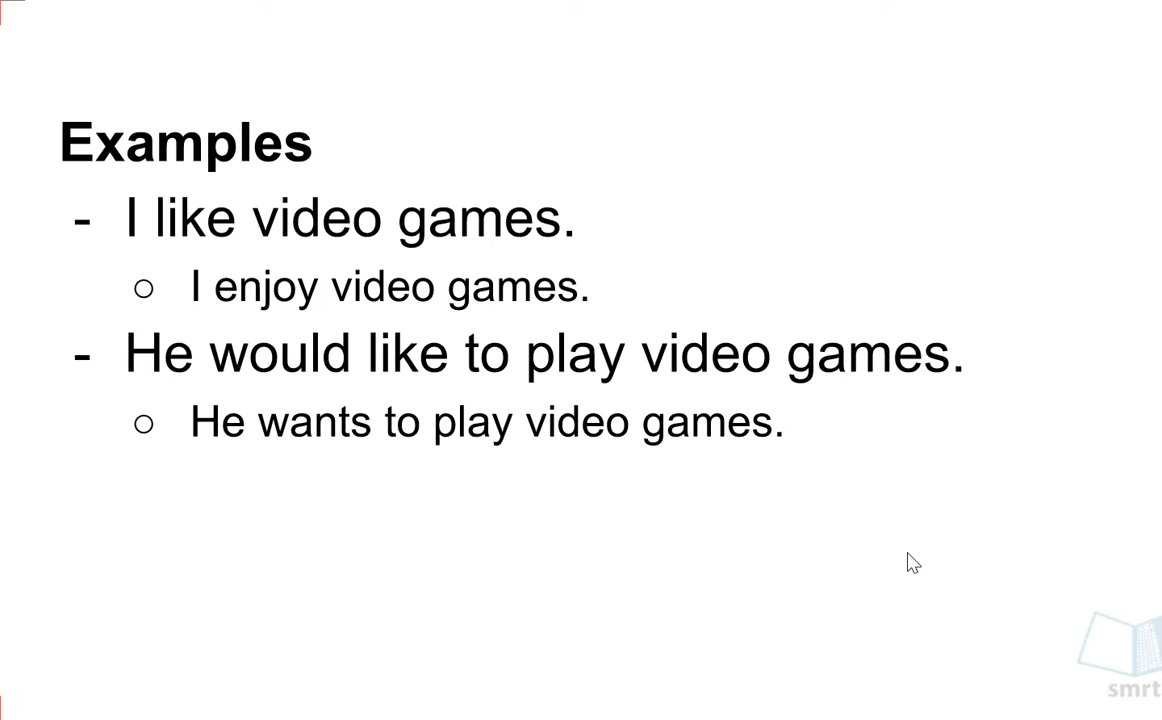 Examples
- I like video games.
○ I enjoy video games.
- He would like to play video games.
○ He wants to play video games.
smrt